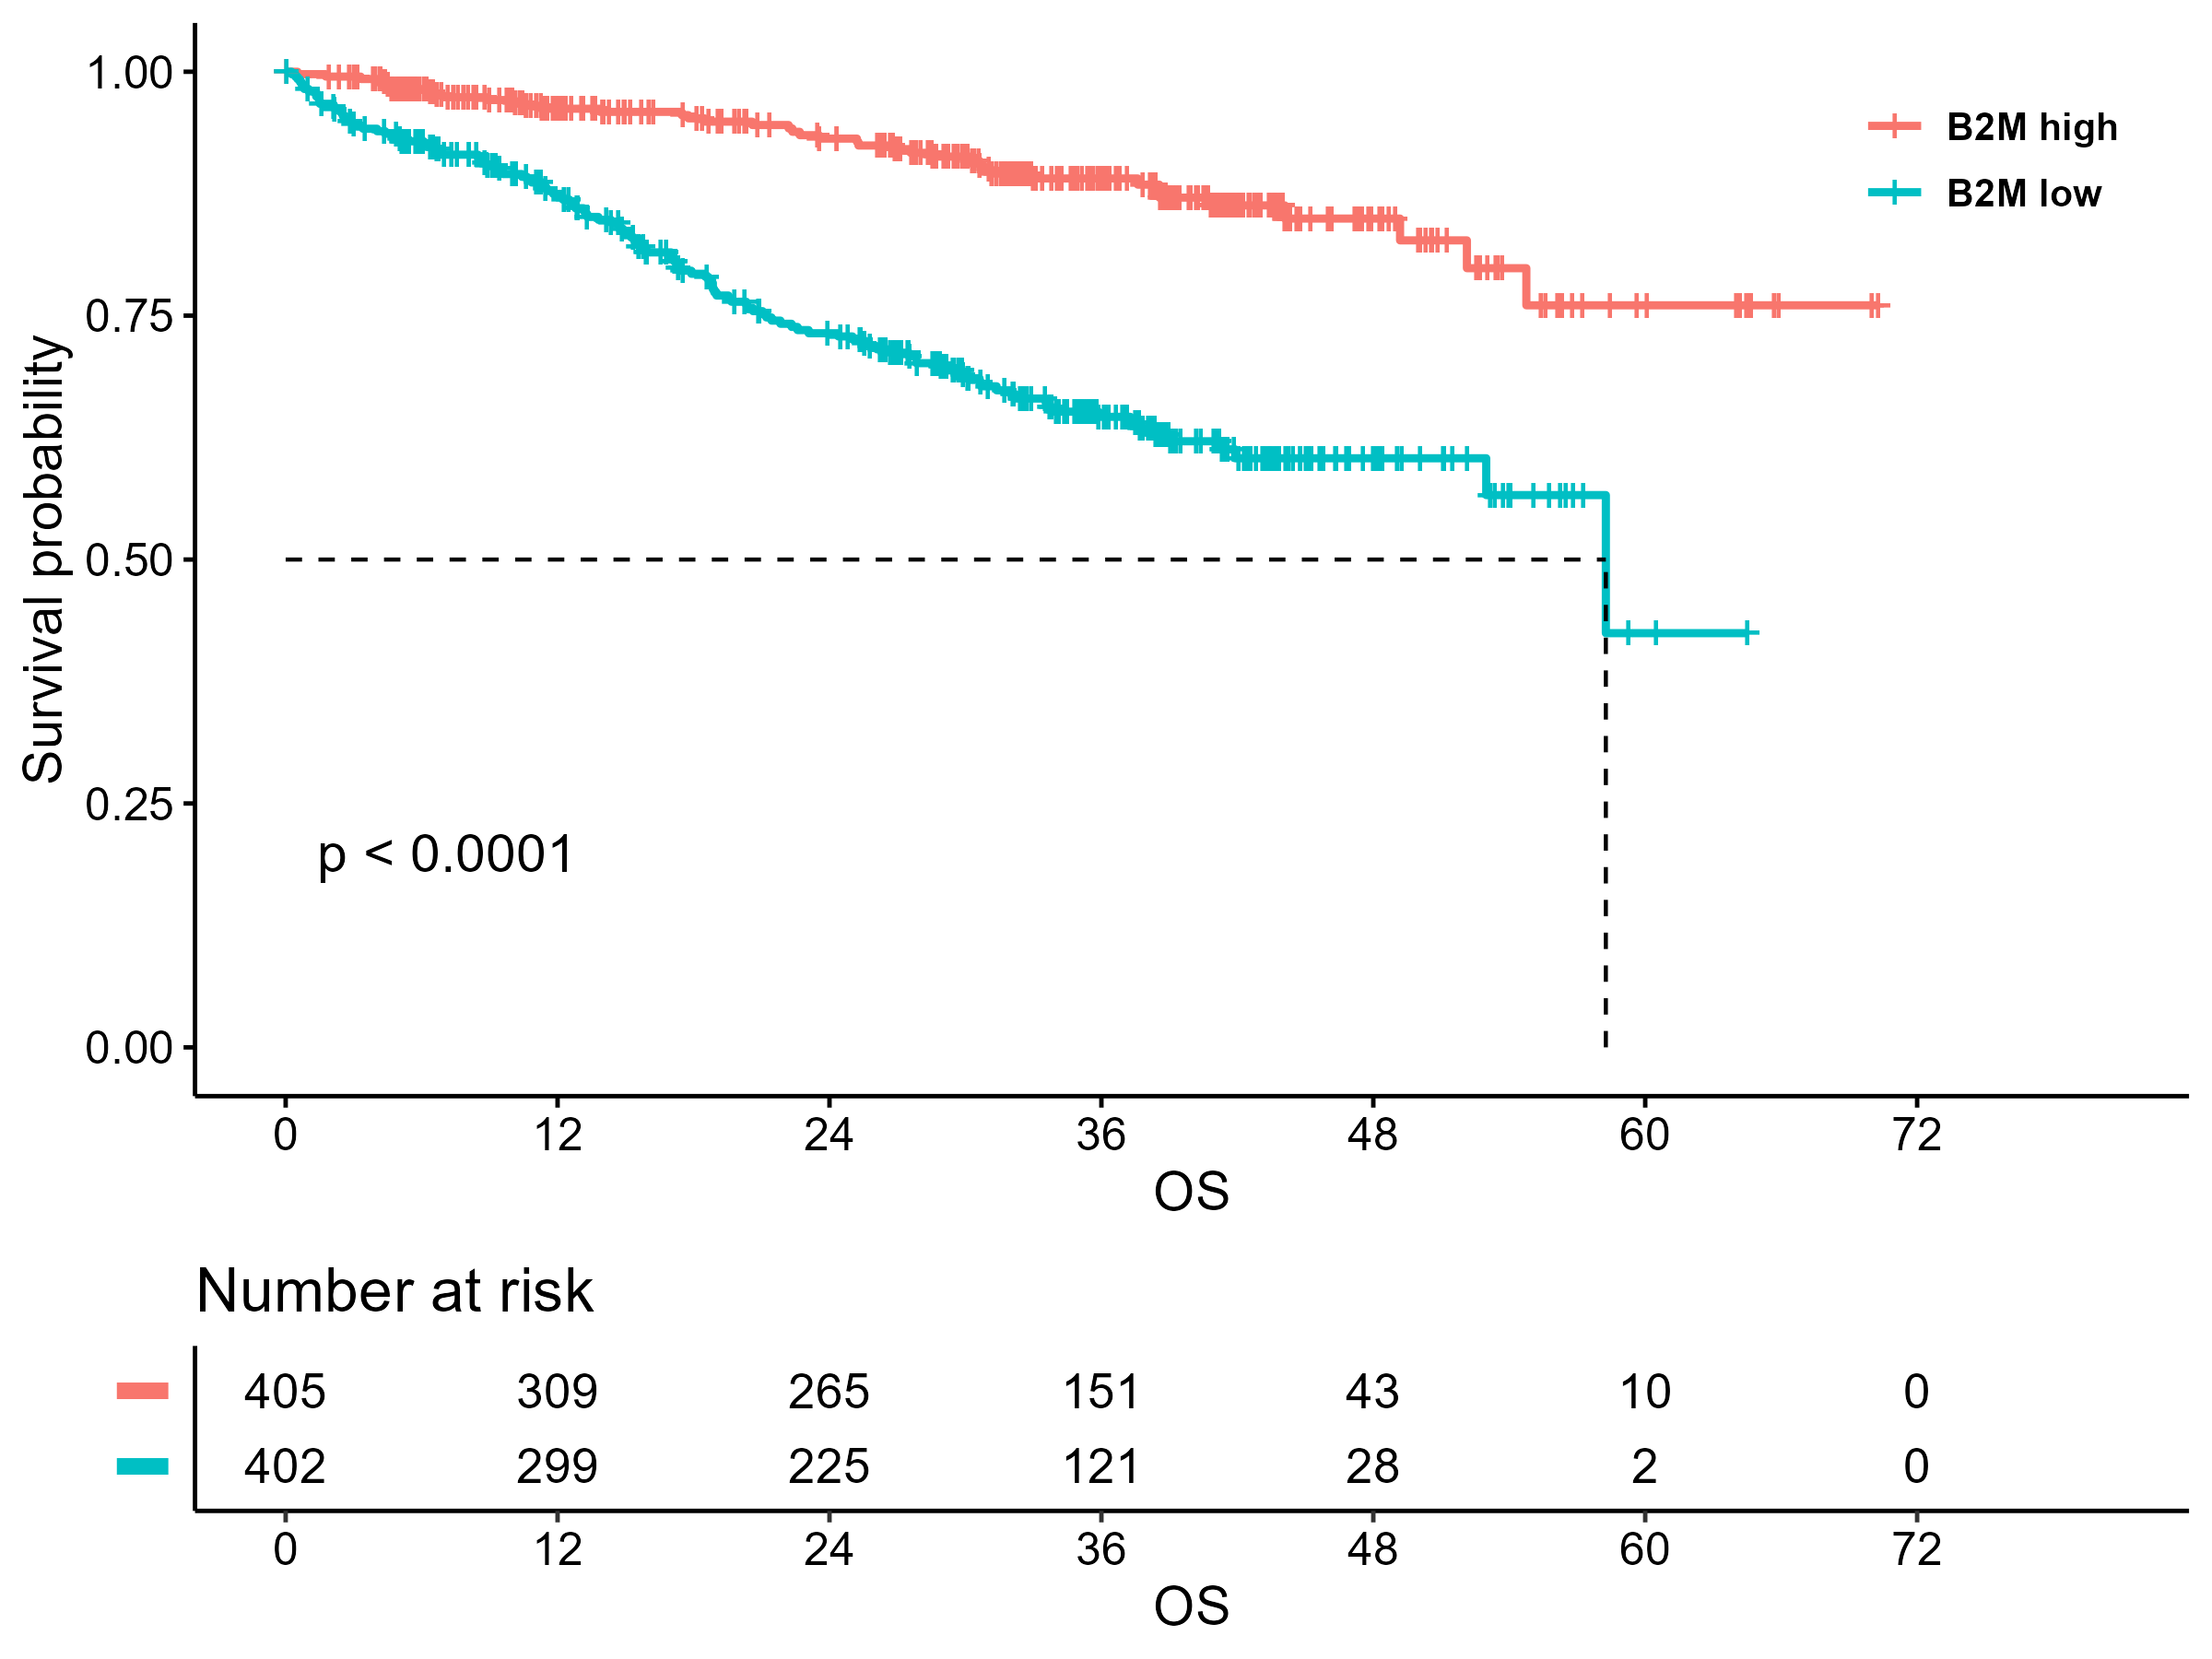 1.00
0.75
0.50
0.25
0.00
Survival probability
B2M high
B2M low
p < 0.0001
0 12 24 36 48 60 72
OS
Number at risk
405 309 265 151 43 10 0
402 299 225 121 28 2 0
0 12 24 36 48 60 72
OS